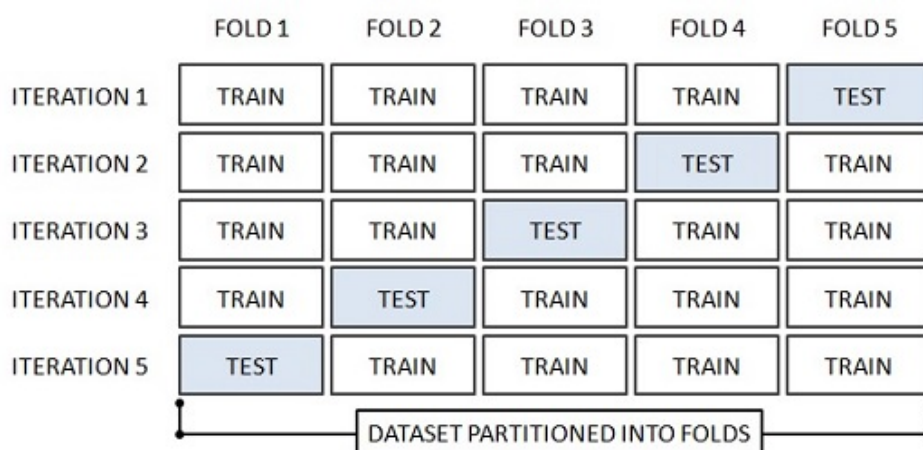 FOLD 1 FOLD 2 FOLD 3 FOLD 4 FOLD 5
ITERATION 1 TRAIN TRAIN TRAIN TRAIN TEST
ITERATION 2 TRAIN TRAIN TRAIN TEST TRAIN
ITERATION 3 TRAIN TRAIN TEST TRAIN TRAIN
ITERATION 4 TRAIN TEST TRAIN TRAIN TRAIN
ITERATION 5 TEST TRAIN TRAIN TRAIN TRAIN
DATASET PARTITIONED INTO FOLDS